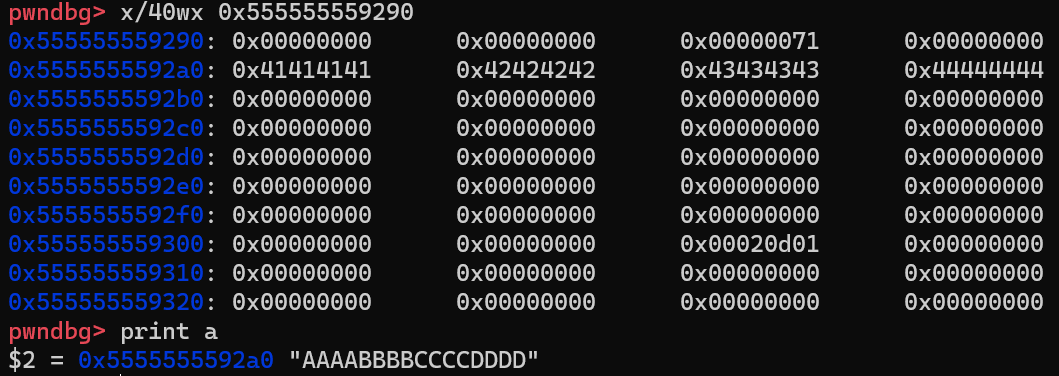 pwndbg> x/40wx 0x555555559290
0x555555559290: 0x00000000 0x00000000 0x00000071 0x00000000
0x5555555592a0: 0x41414141 0x42424242 0x43434343 0x44444444
0x5555555592b0: 0x00000000 0x00000000 0x00000000 0x00000000
0x5555555592c0: 0x00000000 0x00000000 0x00000000 0x00000000
0x5555555592d0: 0x00000000 0x00000000 0x00000000 0x00000000
0x5555555592e0: 0x00000000 0x00000000 0x00000000 0x00000000
0x5555555592f0: 0x00000000 0x00000000 0x00000000 0x00000000
0x555555559300: 0x00000000 0x00000000 0x00020d01 0x00000000
0x555555559310: 0x00000000 0x00000000 0x00000000 0x00000000
0x555555559320: 0x00000000 0x00000000 0x00000000 0x00000000
pwndbg> print a
$2 = 0x5555555592a0 "AAAABBBBCCCCDDDD"